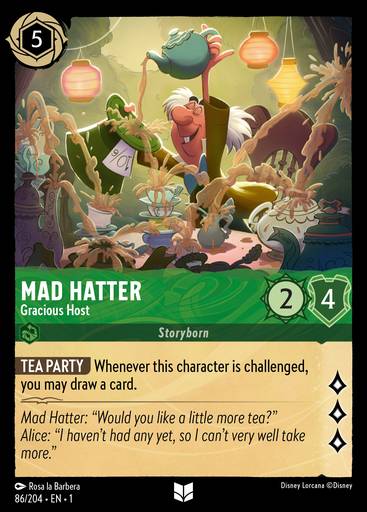 5
10/6
MAD HATTER
Gracious Host
2
4
Storyborn
TEA PARTY Whenever this character is challenged,
you may draw a card.
Mad Hatter: “Would you like a little more tea?”
Alice: “I haven’t had any yet, so I can’t very well take
more.”
Rosa la Barbera
86/204 • EN • 1
Disney Lorcana ©Disney